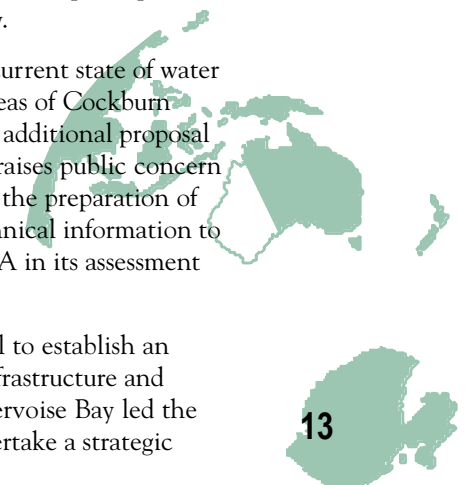 y.
current state of water
eas of Cockburn
additional proposal
raises public concern
the preparation of
hnical information to
A in its assessment
l to establish an
frastructure and
ervoise Bay led the
ertake a strategic
13